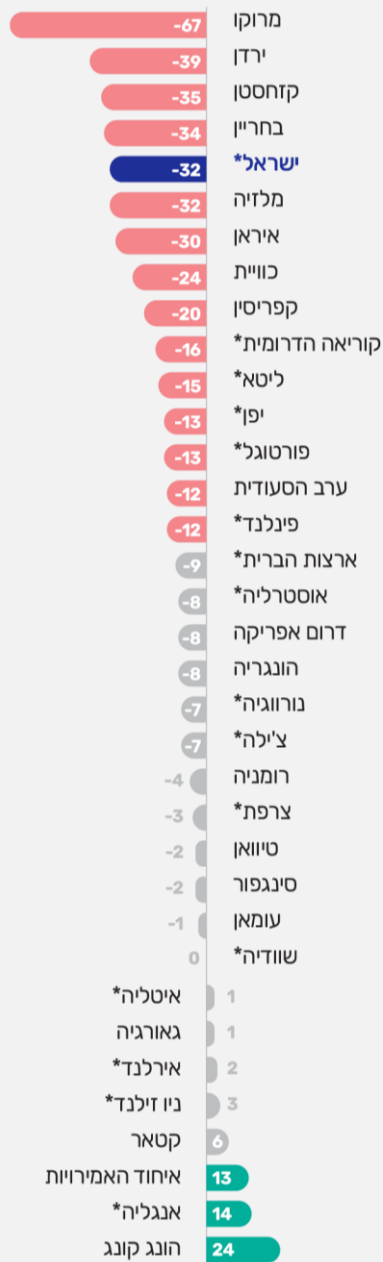 מרוקו -67
ירדן -39
קזחסטן -35
בחריין -34
ישראל* -32
מלזיה -32
איראן -30
כווית -24
קפריסין -20
קוריאה הדרומית* -16
ליטא* -15
יפן* -13
פורטוגל* -13
ערב הסעודית -12
פינלנד* -12
ארצות הברית* -9
אוסטרליה* -8
דרום אפריקה -8
הונגריה -8
נורווגיה* -7
צ'ילה* -7
רומניה -4
צרפת* -3
טיוואן -2
סינגפור -2
עומאן -1
שוודיה* 0
איטליה* 1
גאורגיה 1
אירלנד* 2
ניו זילנד* 3
קטאר 6
איחוד האמירויות 13
אנגליה* 14
הונג קונג 24